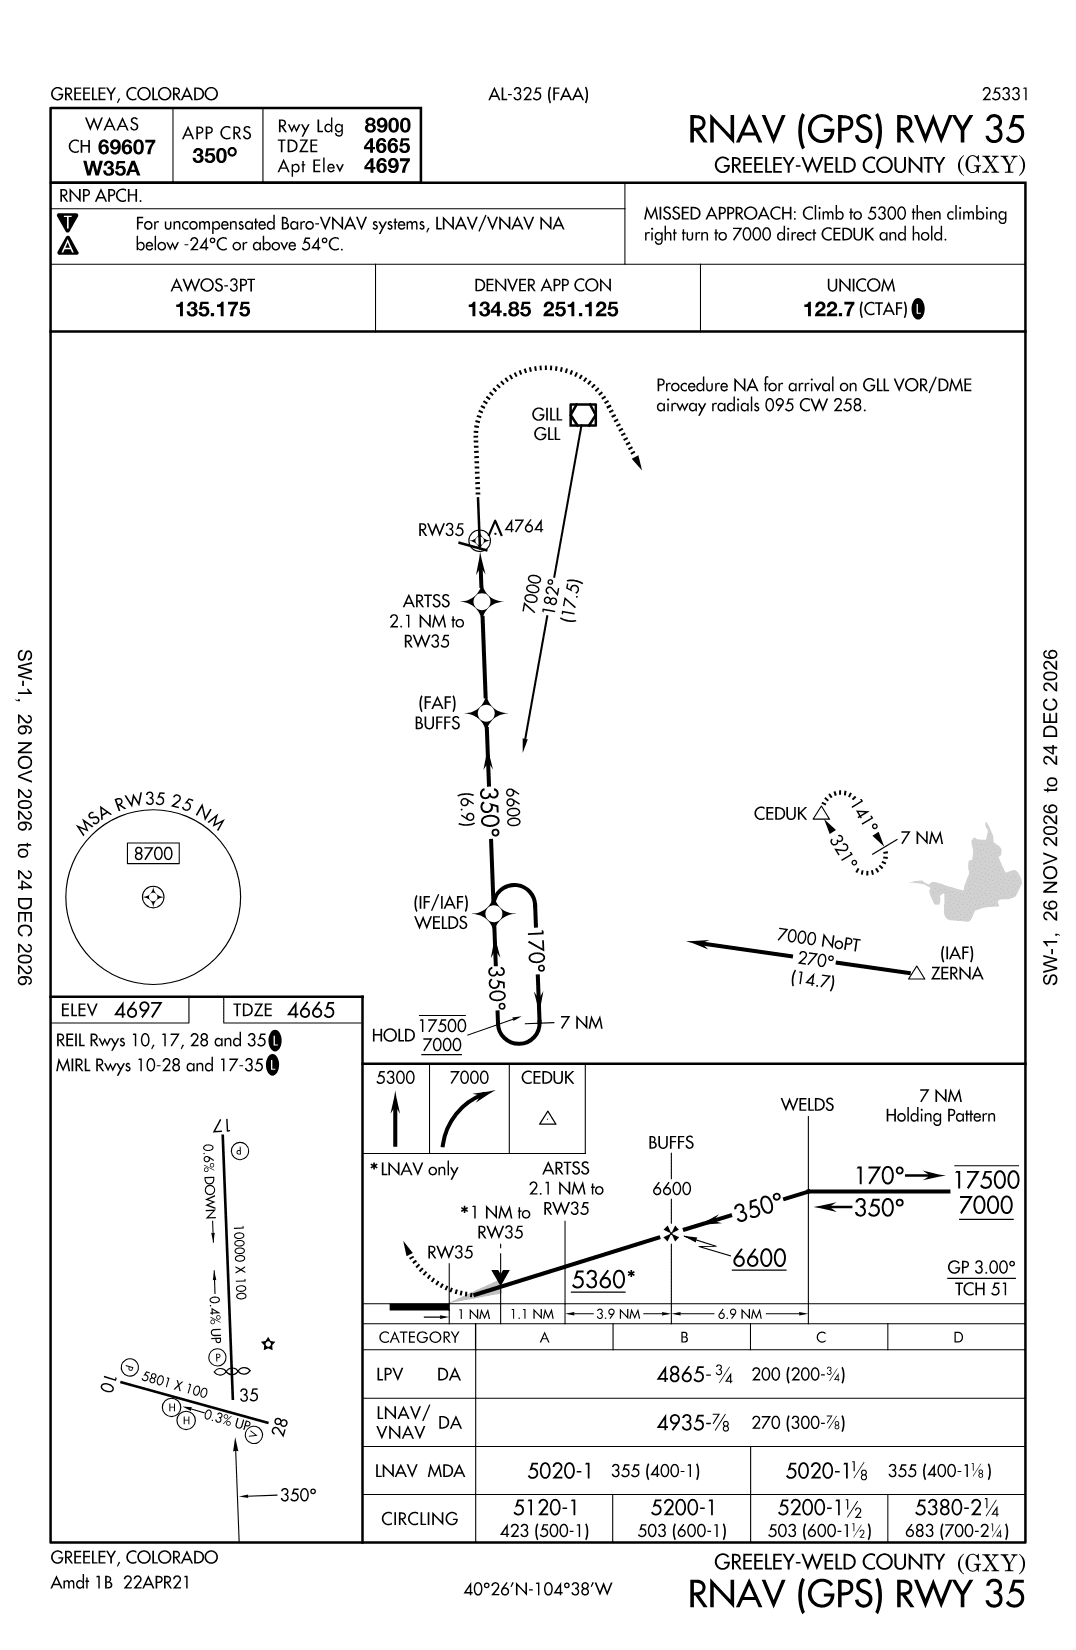 GREELEY, COLORADO
AL-325 (FAA)
25331
WAAS
CH 69607
W35A
APP CRS
350°
Rwy Ldg 8900
TDZE 4665
Apt Elev 4697
RNAV (GPS) RWY 35
GREELEY-WELD COUNTY (GXY)
RNP APCH.
T
A
For uncompensated Baro-VNAV systems, LNAV/VNAV NA
below -24°C or above 54°C.
MISSED APPROACH: Climb to 5300 then climbing
right turn to 7000 direct CEDUK and hold.
AWOS-3PT
135.175
DENVER APP CON
134.85 251.125
UNICOM
122.7 (CTAF) L
Procedure NA for arrival on GLL VOR/DME
airway radials 095 CW 258.
GILL
GLL
RW35
4764
7000
182°
(17.5)
ARTSS
2.1 NM to
RW35
(FAF)
BUFFS
6600
350°
(6.9)
MSA RW35 25 NM
8700
CEDUK
141°
321°
7 NM
(IF/IAF)
WELDS
170°
350°
7000 NoPT
270°
(14.7)
(IAF)
ZERNA
HOLD
17500
7000
7 NM
SW-1, 26 NOV 2026 to 24 DEC 2026
SW-1, 26 NOV 2026 to 24 DEC 2026
ELEV 4697
TDZE 4665
REIL Rwys 10, 17, 28 and 35 L
MIRL Rwys 10-28 and 17-35 L
17
P
0.6% DOWN
10000 X 100
0.4% UP
P
P
5801 X 100
10
H
H
0.3% UP
V
35
28
350°
5300
7000
CEDUK
*LNAV only
WELDS
7 NM
Holding Pattern
BUFFS
ARTSS
2.1 NM to
RW35
6600
*1 NM to
RW35
RW35
350°
170°
350°
17500
7000
6600
5360*
GP 3.00°
TCH 51
1 NM
1.1 NM
3.9 NM
6.9 NM
CATEGORY A B C D
LPV DA 4865-¾ 200 (200-¾)
LNAV/
VNAV DA 4935-⅞ 270 (300-⅞)
LNAV MDA 5020-1 355 (400-1) 5020-1⅛ 355 (400-1⅛)
CIRCLING
5120-1
423 (500-1)
5200-1
503 (600-1)
5200-1½
503 (600-1½)
5380-2¼
683 (700-2¼)
GREELEY, COLORADO
Amdt 1B 22APR21
40°26'N-104°38'W
GREELEY-WELD COUNTY (GXY)
RNAV (GPS) RWY 35